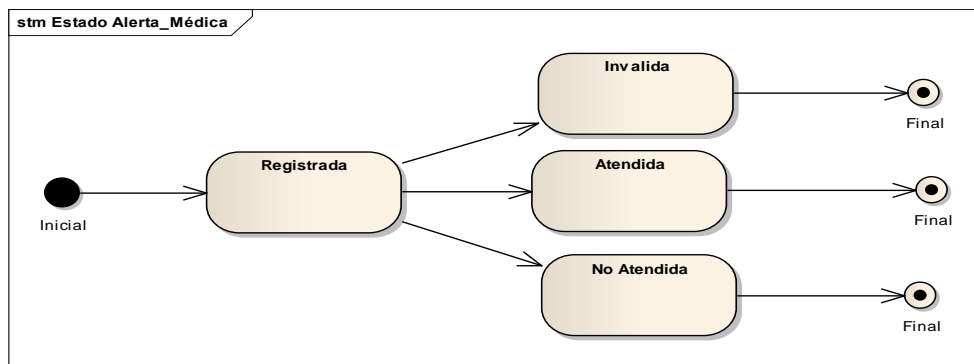 stm Estado Alerta_Médica
Invalida
Final
Registrada
Atendida
Inicial
Final
No Atendida
Final